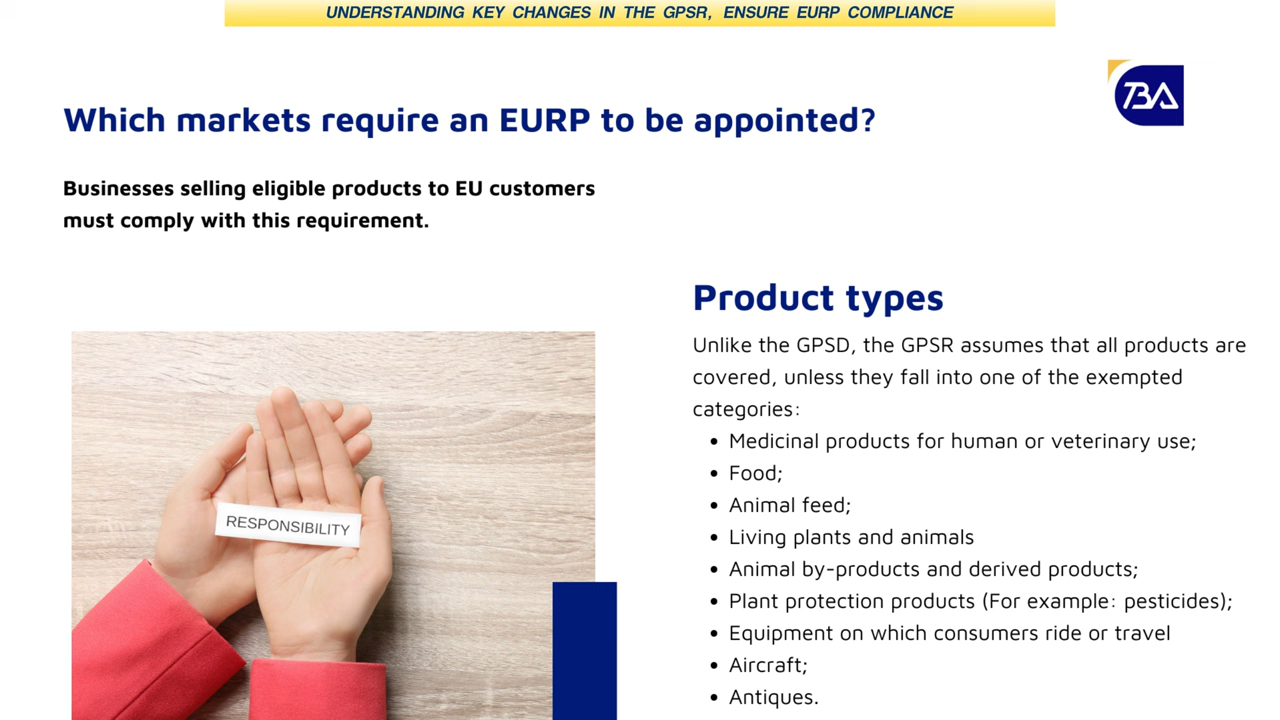 UNDERSTANDING KEY CHANGES IN THE GPSR, ENSURE EURP COMPLIANCE
TBA
Which markets require an EURP to be appointed?
Businesses selling eligible products to EU customers
must comply with this requirement.
Product types
Unlike the GPSD, the GPSR assumes that all products are
covered, unless they fall into one of the exempted
categories:
• Medicinal products for human or veterinary use;
• Food;
• Animal feed;
• Living plants and animals
• Animal by-products and derived products;
• Plant protection products (For example: pesticides);
• Equipment on which consumers ride or travel
• Aircraft;
• Antiques.
RESPONSIBILITY